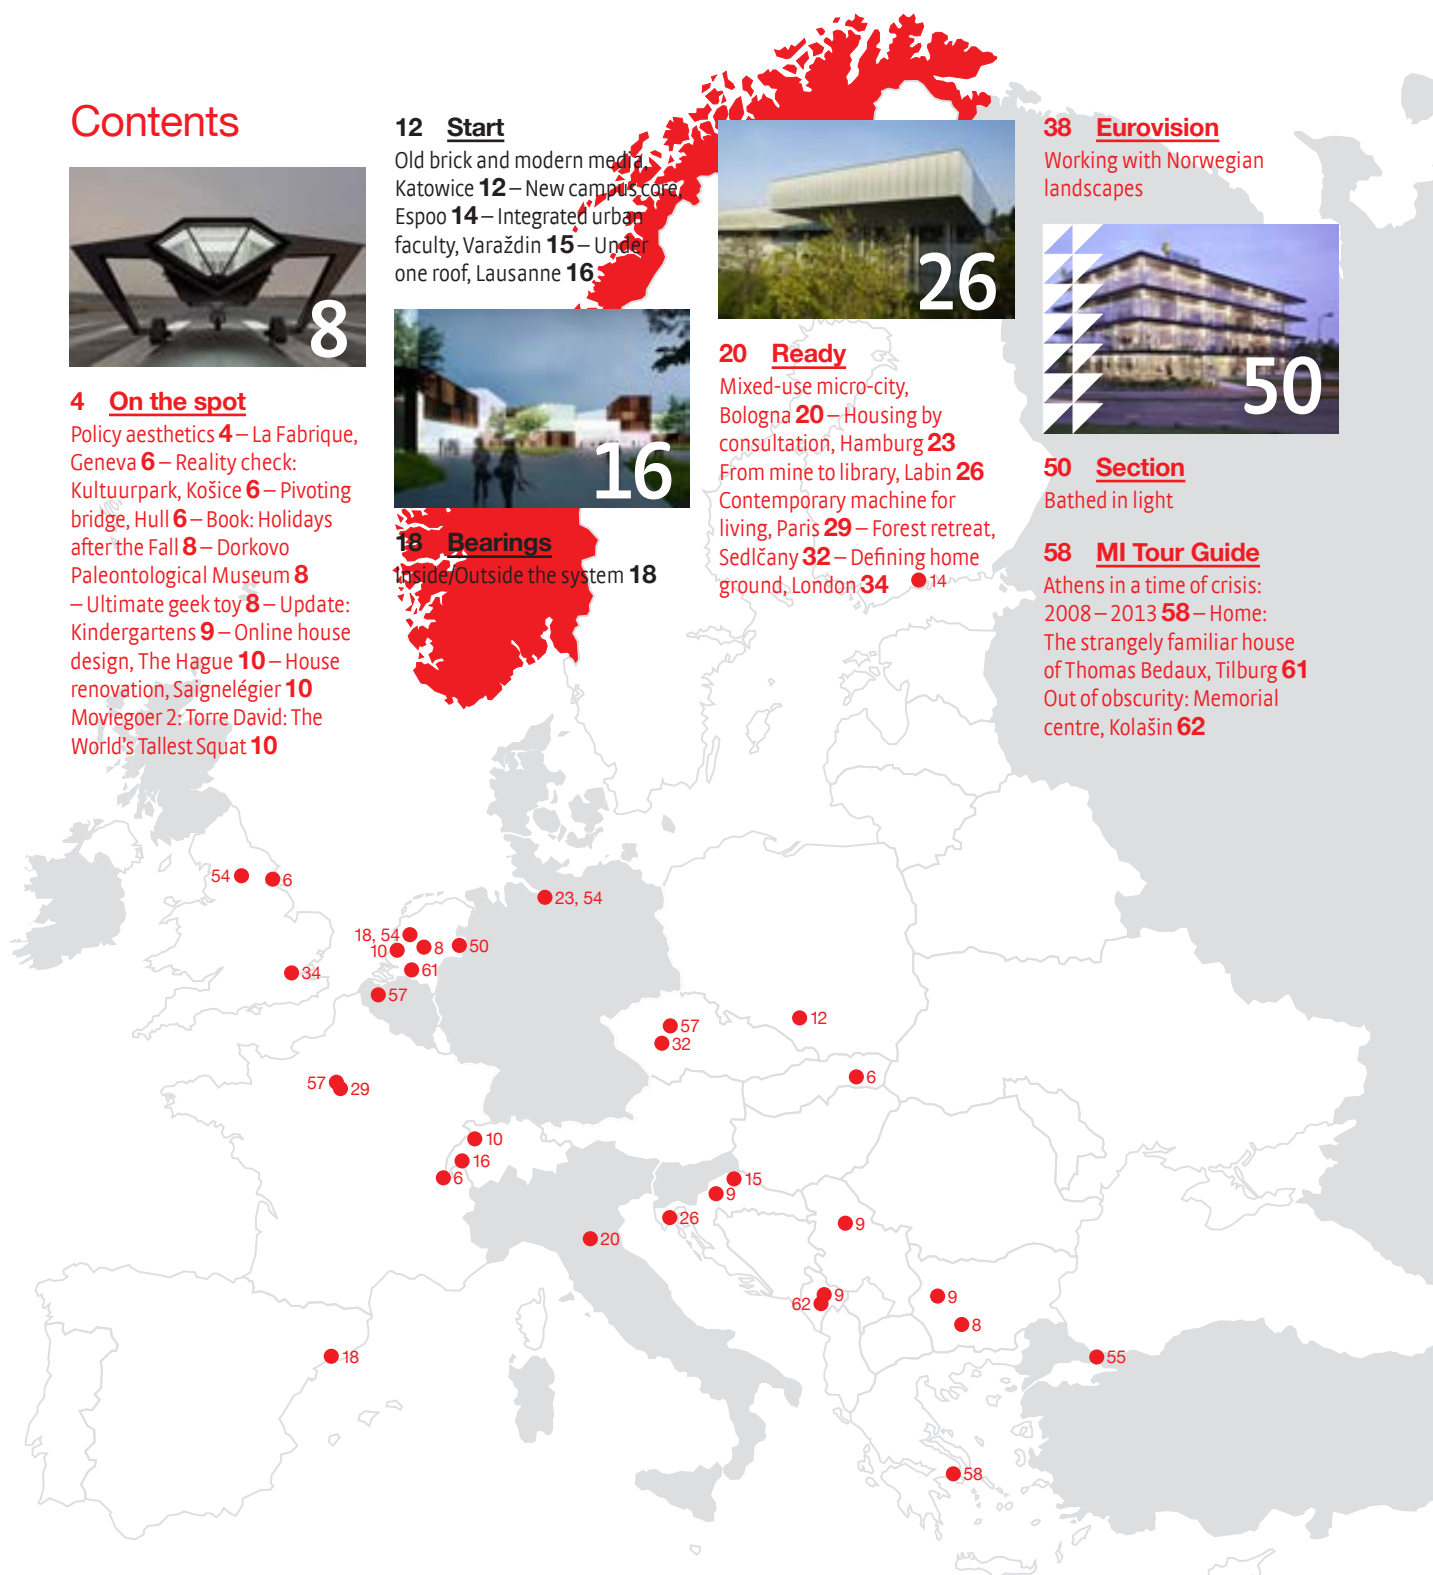 Contents
8
4 On the spot
Policy aesthetics 4 – La Fabrique,
Geneva 6 – Reality check:
Kultuurpark, Košice 6 – Pivoting
bridge, Hull 6 – Book: Holidays
after the Fall 8 – Dorkovo
Paleontological Museum 8
– Ultimate geek toy 8 – Update:
Kindergartens 9 – Online house
design, The Hague 10 – House
renovation, Saignelégier 10
Moviegoer 2: Torre David: The
World's Tallest Squat 10
12 Start
Old brick and modern media,
Katowice 12 – New campus core,
Espoo 14 – Integrated urban
faculty, Varaždin 15 – Under
one roof, Lausanne 16
16
18 Bearings
Inside/Outside the system 18
26
20 Ready
Mixed-use micro-city,
Bologna 20 – Housing by
consultation, Hamburg 23
From mine to library, Labin 26
Contemporary machine for
living, Paris 29 – Forest retreat,
Sedlčany 32 – Defining home
ground, London 34
38 Eurovision
Working with Norwegian
landscapes
50
50 Section
Bathed in light
58 MI Tour Guide
Athens in a time of crisis:
2008 – 2013 58 – Home:
The strangely familiar house
of Thomas Bedaux, Tilburg 61
Out of obscurity: Memorial
centre, Kolašin 62
14
54
6
23, 54
18, 54
10
8
50
61
34
57
57
32
12
6
57
29
10
16
6
15
9
26
9
20
9
62
9
8
18
55
58